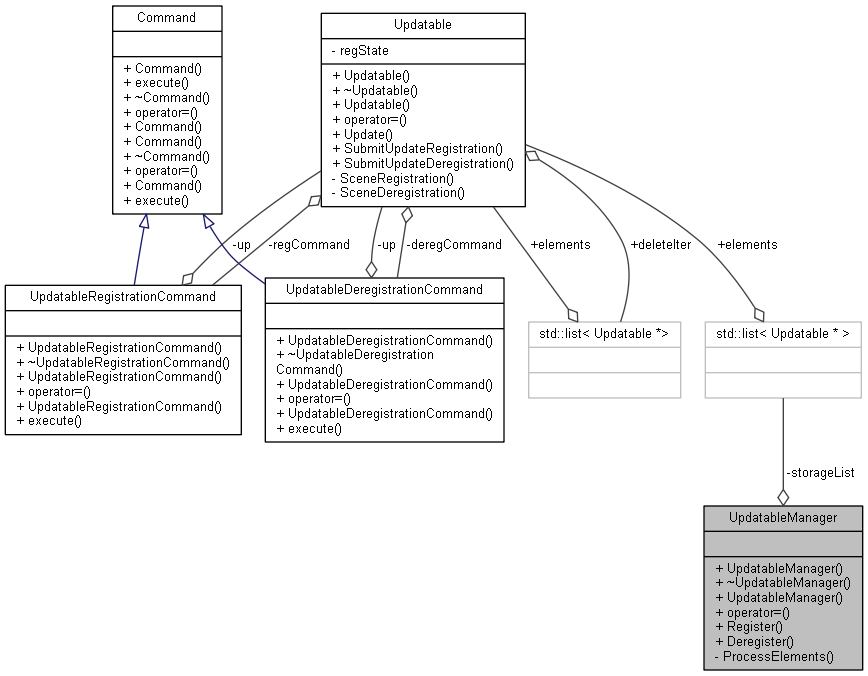 Command
+ Command()
+ execute()
+ ~Command()
+ operator=()
+ Command()
+ Command()
+ ~Command()
+ operator=()
+ Command()
+ execute()
Updatable
- regState
+ Updatable()
+ ~Updatable()
+ Updatable()
+ operator=()
+ Update()
+ SubmitUpdateRegistration()
+ SubmitUpdateDeregistration()
- SceneRegistration()
- SceneDeregistration()
-up
-regCommand
-up
-deregCommand
+elements
+deleteIter
+elements
UpdatableRegistrationCommand
+ UpdatableRegistrationCommand()
+ ~UpdatableRegistrationCommand()
+ UpdatableRegistrationCommand()
+ operator=()
+ UpdatableRegistrationCommand()
+ execute()
UpdatableDeregistrationCommand
+ UpdatableDeregistrationCommand()
+ ~UpdatableDeregistration
Command()
+ UpdatableDeregistrationCommand()
+ operator=()
+ UpdatableDeregistrationCommand()
+ execute()
std::list< Updatable *>
std::list< Updatable * >
-storageList
UpdatableManager
+ UpdatableManager()
+ ~UpdatableManager()
+ UpdatableManager()
+ operator=()
+ Register()
+ Deregister()
- ProcessElements()